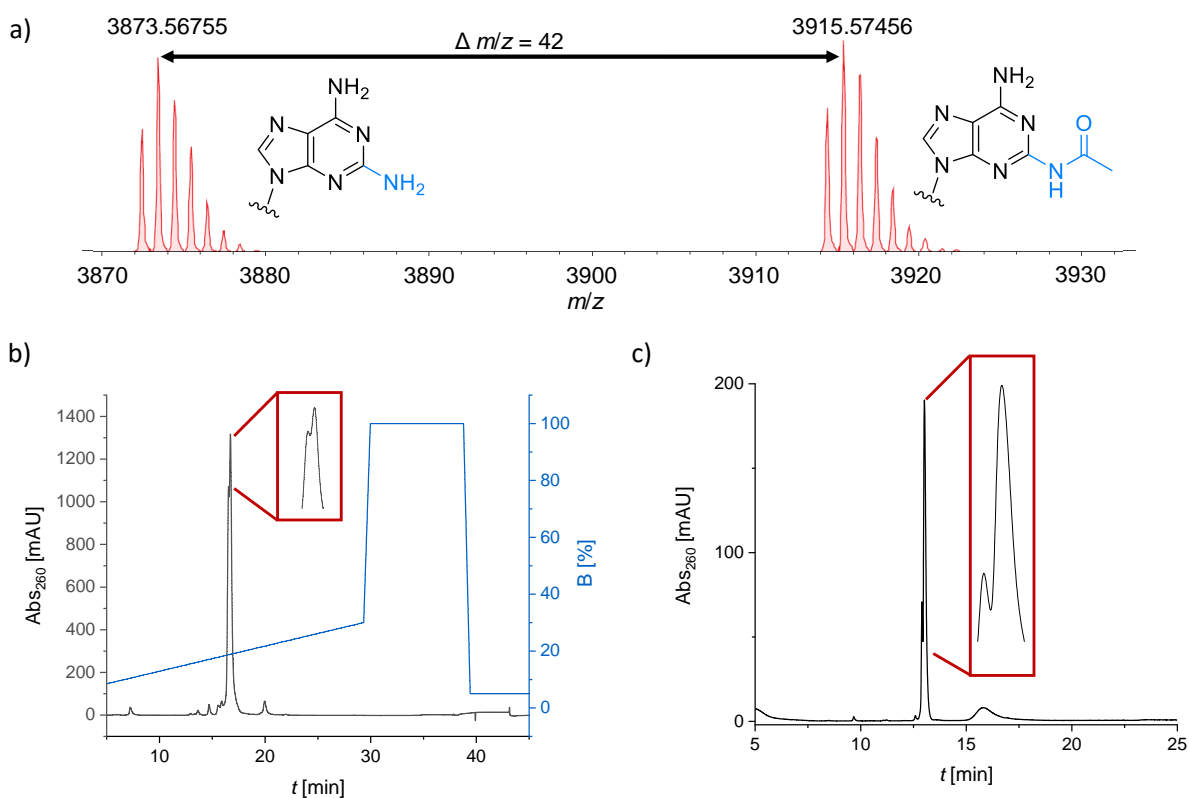 a)
3873.56755
3915.57456
Δ m/z = 42
NH₂
N
N
N
N
NH₂
NH₂
N
N
N
N
O
N
H
3870 3880 3890 3900 3910 3920 3930
m/z
b)
1400
1200
1000
800
600
400
200
0
Abs₂₆₀ [mAU]
100
80
60
40
20
0
B [%]
10 20 30 40
t [min]
c)
200
100
0
Abs₂₆₀ [mAU]
5 10 15 20 25
t [min]